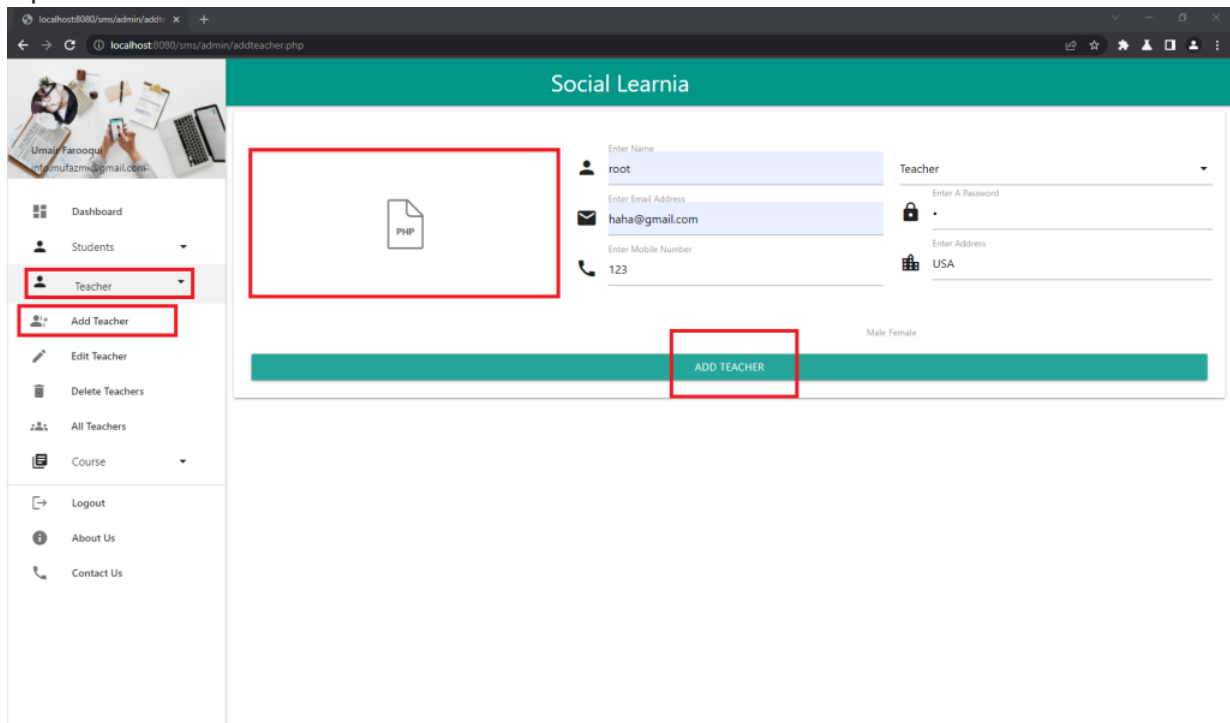 localhost:8080/sms/admin/addte
localhost:8080/sms/admin/addteacher.php
Social Learnia
Umair Farooqui
Enter Name
root
Teacher
Enter Email Address
haha@gmail.com
Enter A Password
•
Enter Mobile Number
123
Enter Address
USA
PHP
Male Female
ADD TEACHER
Dashboard
Students
Teacher
Add Teacher
Edit Teacher
Delete Teachers
All Teachers
Course
Logout
About Us
Contact Us